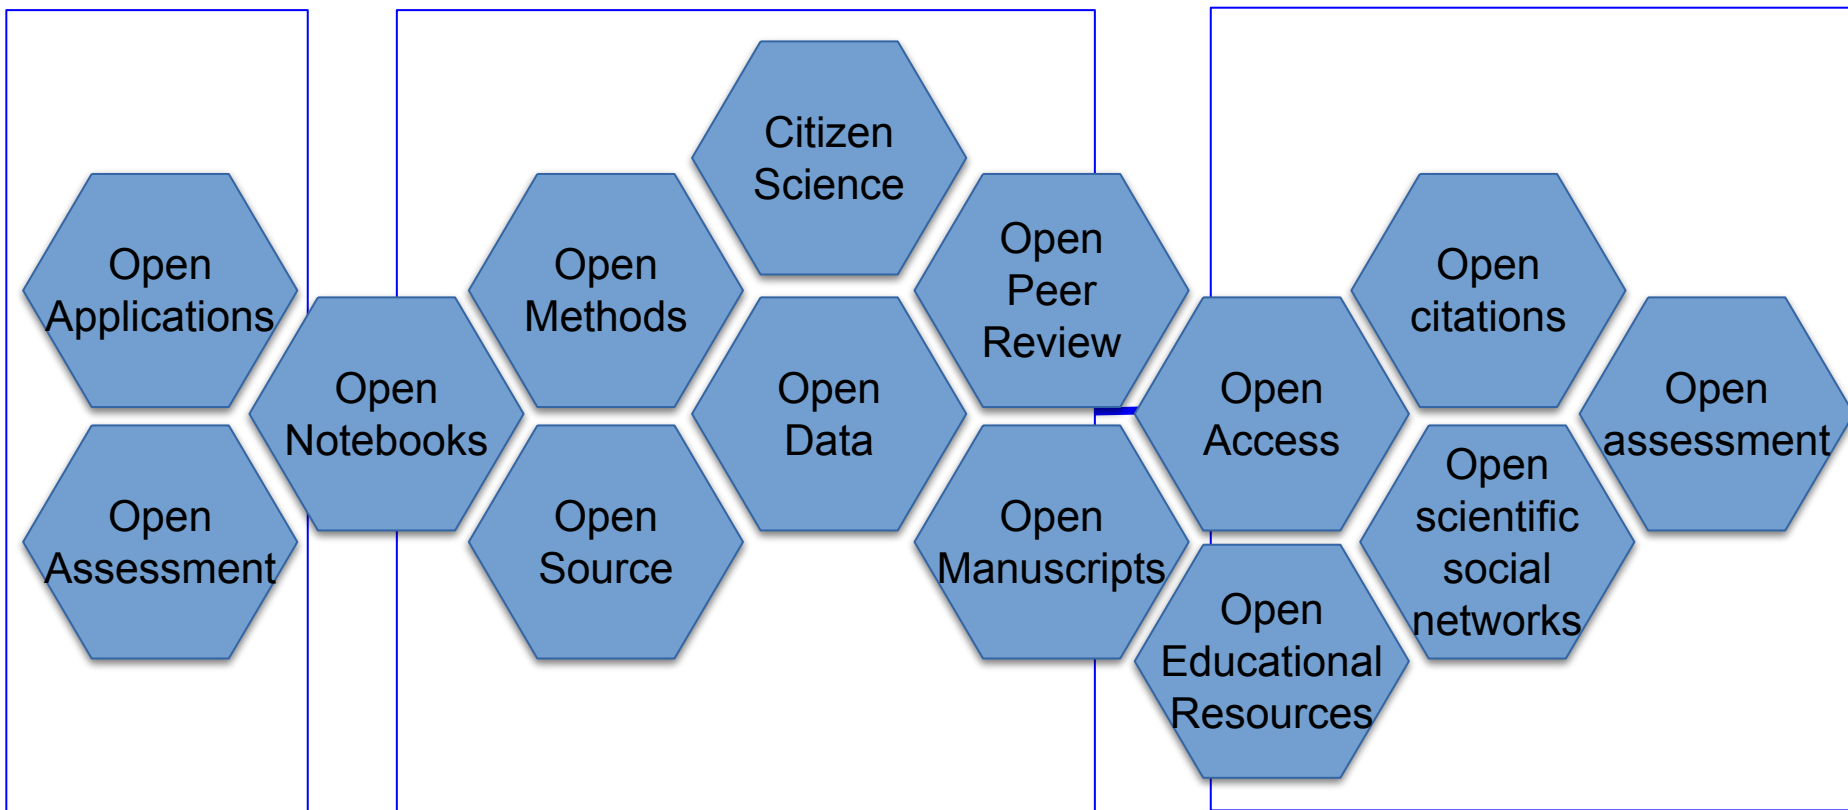 Open
Applications
Open
Assessment
Open
Notebooks
Open
Methods
Open
Source
Citizen
Science
Open
Data
Open
Peer
Review
Open
Manuscripts
Open
Access
Open
Educational
Resources
Open
citations
Open
scientific
social
networks
Open
assessment